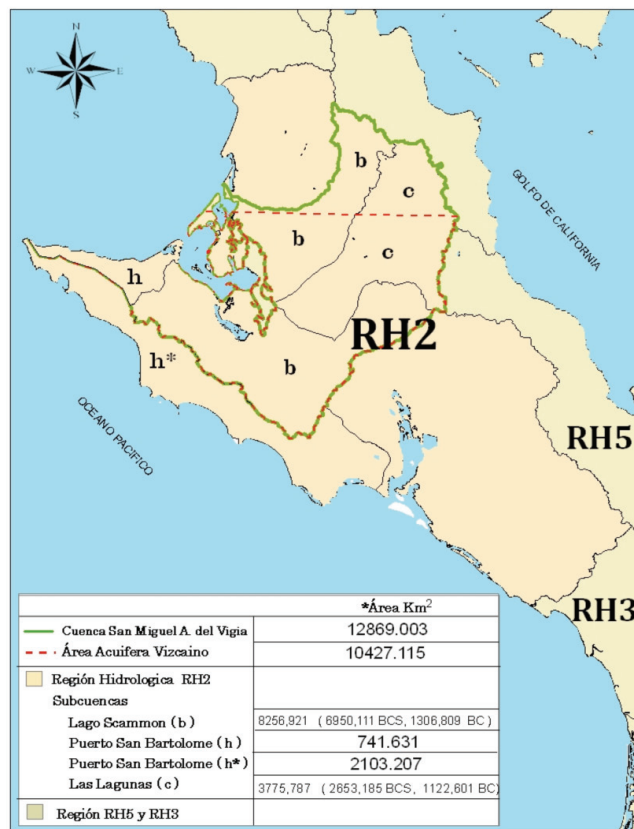 N
W E
S
b
c
GOLFO DE CALIFORNIA
b
c
h
RH2
h*
b
OCEANO PACÍFICO
RH5
RH3
*Área Km²
Cuenca San Miguel A. del Vigia 12869.003
Área Acuifera Vizcaino 10427.115
Región Hidrologica RH2
Subcuencas
Lago Scammon (b) 8256,921 ( 6950,111 BCS, 1306,809 BC )
Puerto San Bartolome (h) 741.631
Puerto San Bartolome (h*) 2103.207
Las Lagunas (c) 3775,787 ( 2653,185 BCS, 1122,601 BC)
Región RH5 y RH3